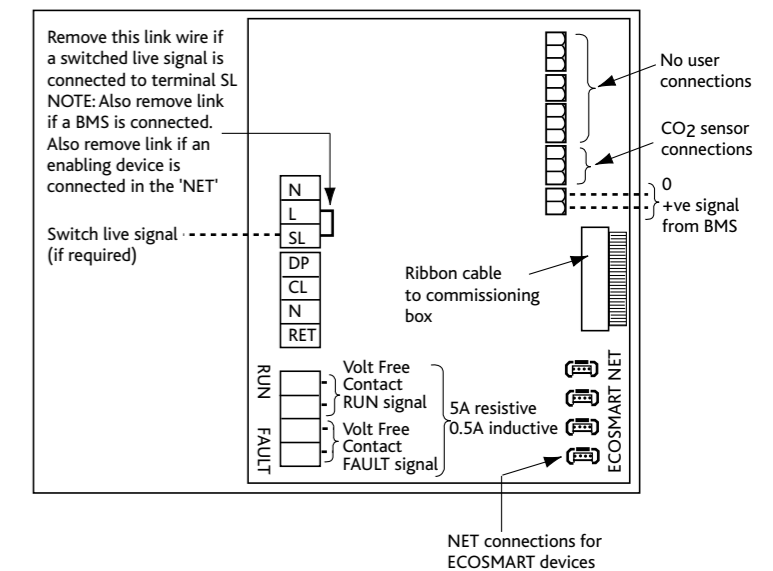 Remove this link wire if
a switched live signal is
connected to terminal SL
NOTE: Also remove link
if a BMS is connected.
Also remove link if an
enabling device is
connected in the 'NET'
Switch live signal
(if required)
N
L
SL
DP
CL
N
RET
RUN
FAULT
Volt Free
Contact
RUN signal
Volt Free
Contact
FAULT signal
5A resistive
0.5A inductive
Ribbon cable
to commissioning
box
No user
connections
CO2 sensor
connections
0
+ve signal
from BMS
ECOSMART NET
NET connections for
ECOSMART devices